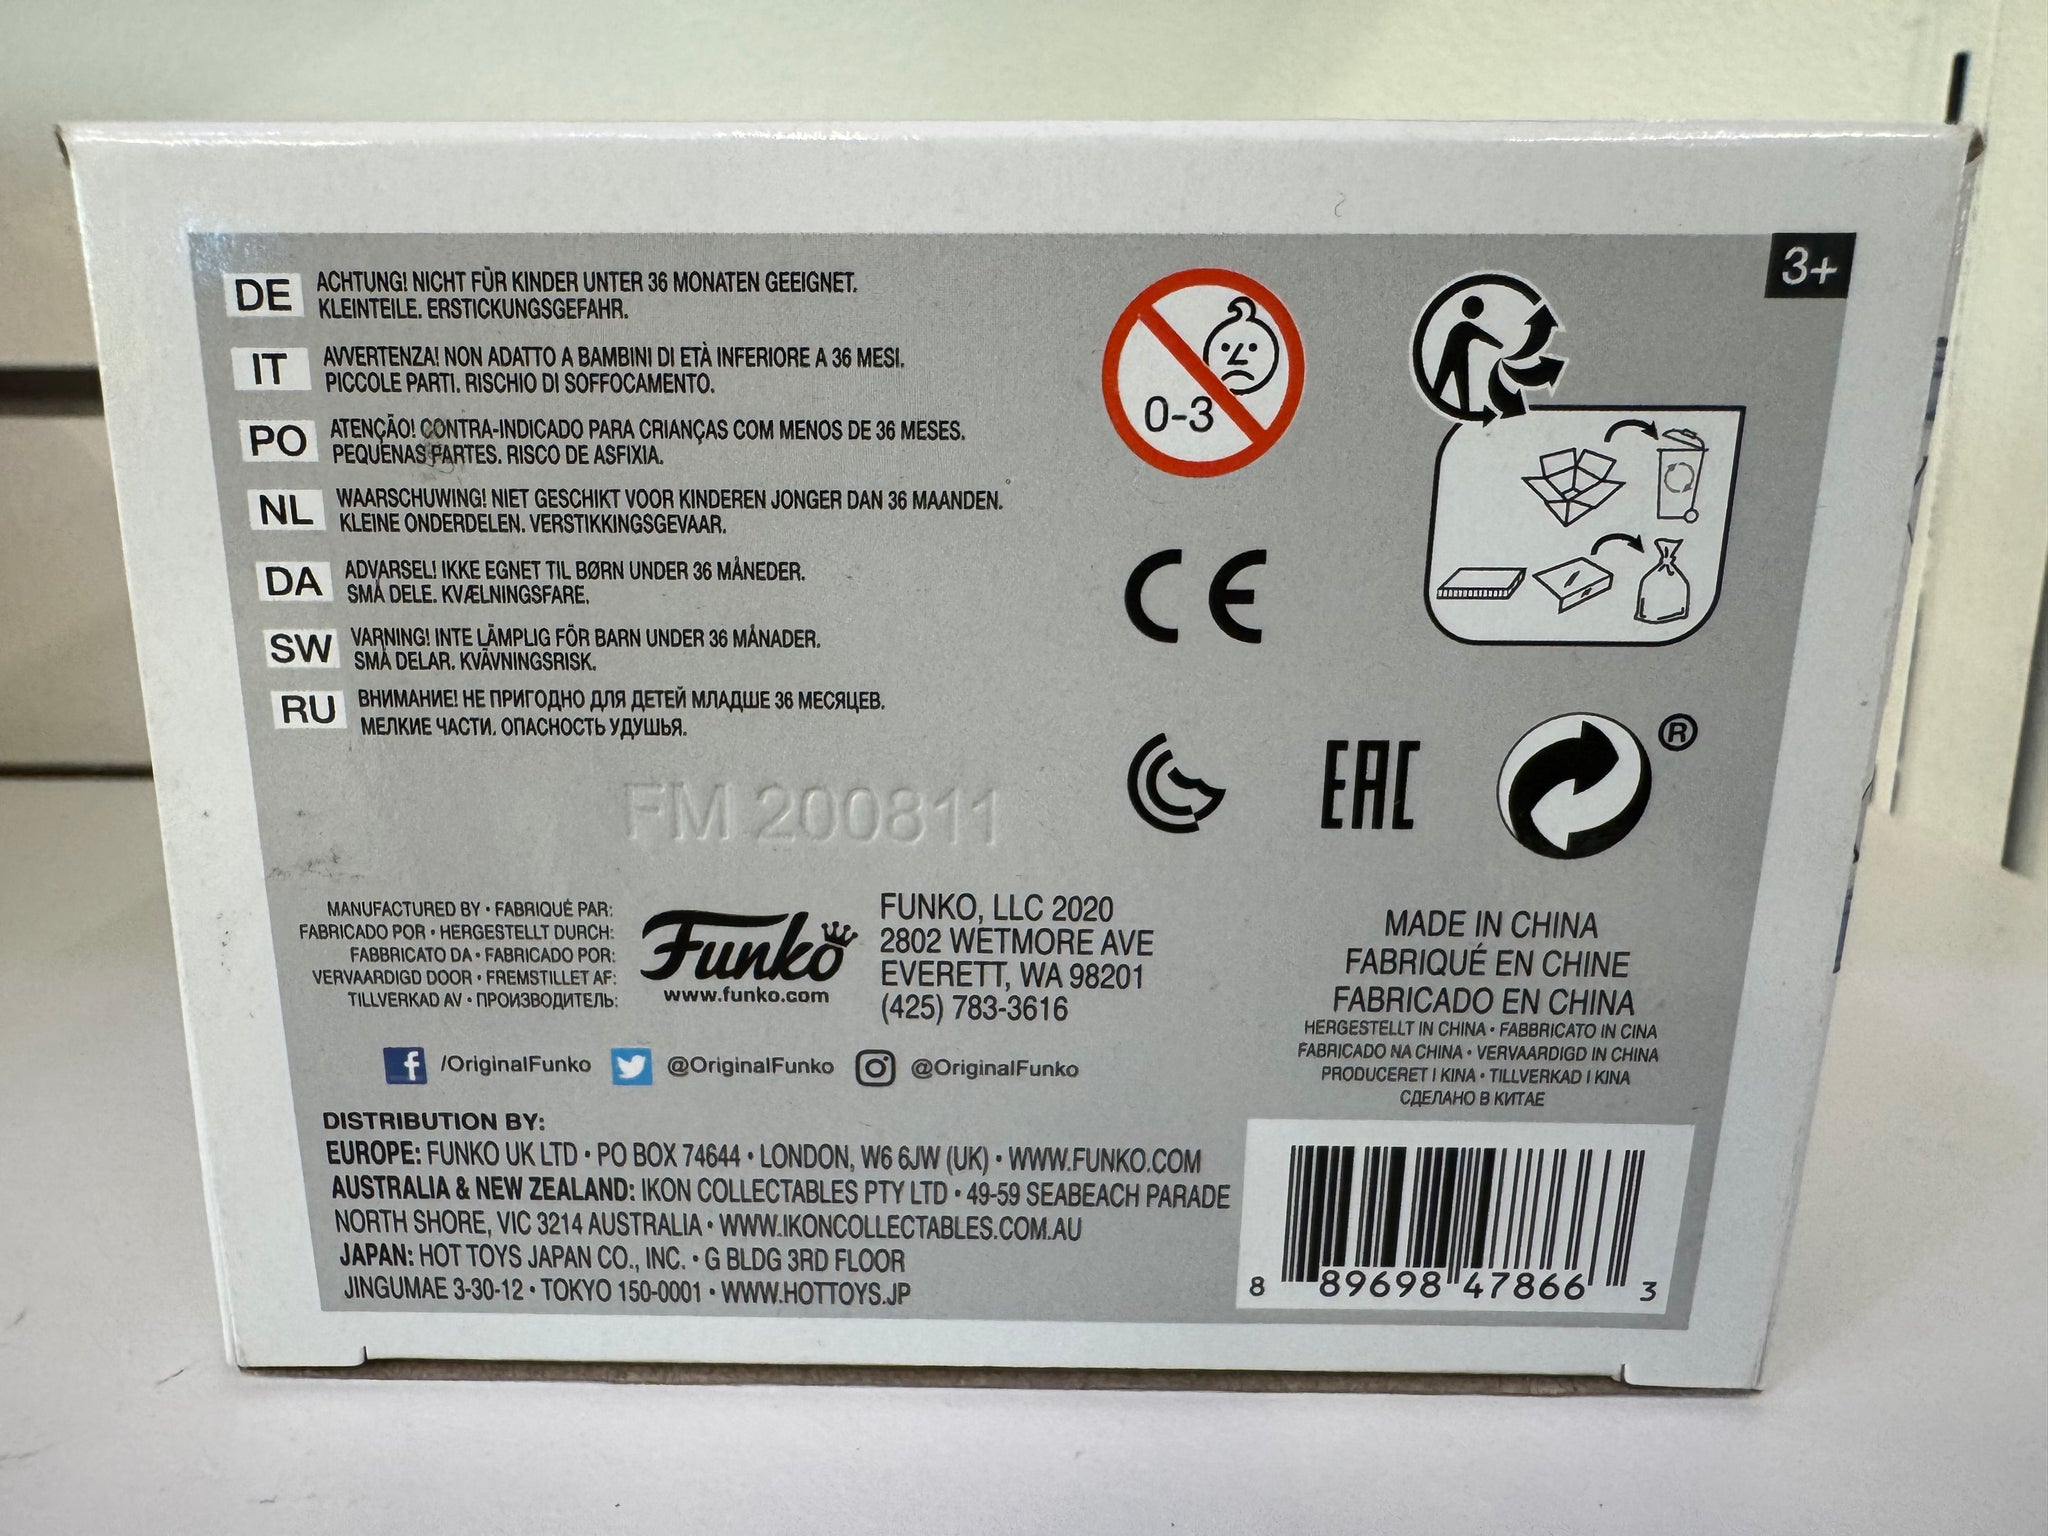 3+
DE
ACHTUNG! NICHT FÜR KINDER UNTER 36 MONATEN GEEIGNET.
KLEINTEILE. ERSTICKUNGSGEFAHR.
IT
AVVERTENZA! NON ADATTO A BAMBINI DI ETÀ INFERIORE A 36 MESI.
PICCOLE PARTI. RISCHIO DI SOFFOCAMENTO.
PO
ATENÇÃO! CONTRA-INDICADO PARA CRIANÇAS COM MENOS DE 36 MESES.
PEQUENAS PARTES. RISCO DE ASFIXIA.
NL
WAARSCHUWING! NIET GESCHIKT VOOR KINDEREN JONGER DAN 36 MAANDEN.
KLEINE ONDERDELEN. VERSTIKKINGSGEVAAR.
DA
ADVARSEL! IKKE EGNET TIL BØRN UNDER 36 MÅNEDER.
SMÅ DELE. KVÆLNINGSFARE.
SW
VARNING! INTE LÄMPLIG FÖR BARN UNDER 36 MÅNADER.
SMÅ DELAR. KVÄVNINGSRISK.
RU
ВНИМАНИЕ! НЕ ПРИГОДНО ДЛЯ ДЕТЕЙ МЛАДШЕ 36 МЕСЯЦЕВ.
МЕЛКИЕ ЧАСТИ. ОПАСНОСТЬ УДУШЬЯ.
0-3
CE
EAC
®
FM 200811
MANUFACTURED BY • FABRIQUÉ PAR:
FABRICADO POR • HERGESTELLT DURCH:
FABBRICATO DA • FABRICADO POR:
VERVAARDIGD DOOR • FREMSTILLET AF:
TILLVERKAD AV • ПРОИЗВОДИТЕЛЬ:
Funko
www.funko.com
FUNKO, LLC 2020
2802 WETMORE AVE
EVERETT, WA 98201
(425) 783-3616
MADE IN CHINA
FABRIQUÉ EN CHINE
FABRICADO EN CHINA
HERGESTELLT IN CHINA • FABBRICATO IN CINA
FABRICADO NA CHINA • VERVAARDIGD IN CHINA
PRODUCERET I KINA • TILLVERKAD I KINA
СДЕЛАНО В КИТАЕ
f /OriginalFunko @OriginalFunko @OriginalFunko
DISTRIBUTION BY:
EUROPE: FUNKO UK LTD • PO BOX 74644 • LONDON, W6 6JW (UK) • WWW.FUNKO.COM
AUSTRALIA & NEW ZEALAND: IKON COLLECTABLES PTY LTD • 49-59 SEABEACH PARADE
NORTH SHORE, VIC 3214 AUSTRALIA • WWW.IKONCOLLECTABLES.COM.AU
JAPAN: HOT TOYS JAPAN CO., INC. • G BLDG 3RD FLOOR
JINGUMAE 3-30-12 • TOKYO 150-0001 • WWW.HOTTOYS.JP
8 89698 47866 3